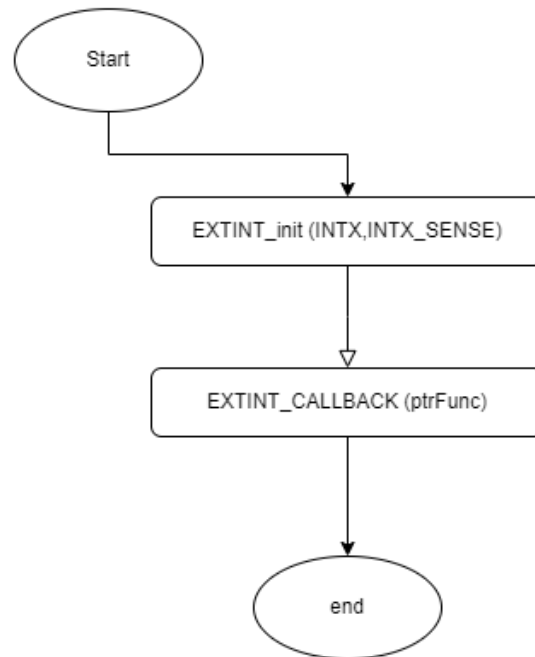 Start
EXTINT_init (INTX,INTX_SENSE)
EXTINT_CALLBACK (ptrFunc)
end